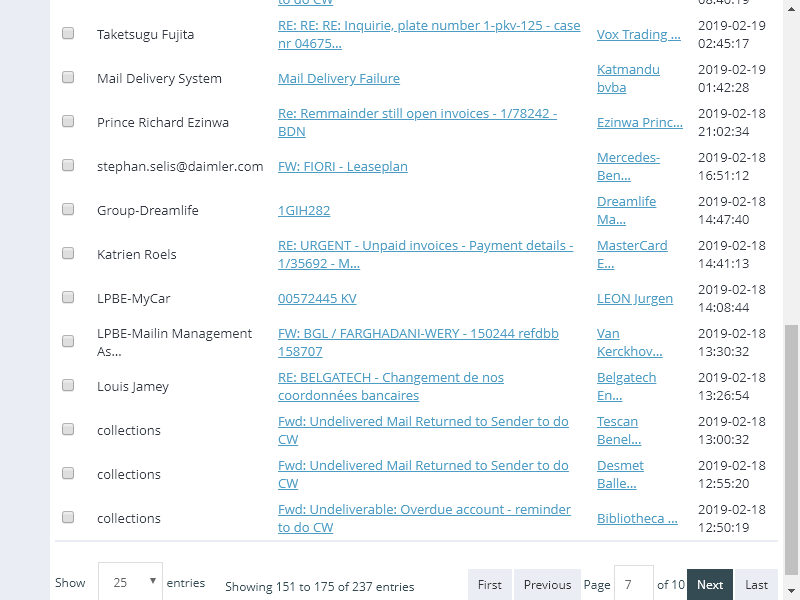 to do CW 08:40:19
Taketsugu Fujita RE: RE: RE: Inquirie, plate number 1-pkv-125 - case Vox Trading ... 2019-02-19
nr 04675... 02:45:17
Mail Delivery System Mail Delivery Failure Katmandu 2019-02-19
bvba 01:42:28
Prince Richard Ezinwa Re: Remmainder still open invoices - 1/78242 - Ezinwa Princ... 2019-02-18
BDN 21:02:34
stephan.selis@daimler.com FW: FIORI - Leaseplan Mercedes- 2019-02-18
Ben... 16:51:12
Group-Dreamlife 1GIH282 Dreamlife 2019-02-18
Ma... 14:47:40
Katrien Roels RE: URGENT - Unpaid invoices - Payment details - MasterCard 2019-02-18
1/35692 - M... E... 14:41:13
LPBE-MyCar 00572445 KV LEON Jurgen 2019-02-18
14:08:44
LPBE-Mailin Management FW: BGL / FARGHADANI-WERY - 150244 refdbb Van 2019-02-18
As... 158707 Kerckhov... 13:30:32
Louis Jamey RE: BELGATECH - Changement de nos Belgatech 2019-02-18
coordonnées bancaires En... 13:26:54
collections Fwd: Undelivered Mail Returned to Sender to do Tescan 2019-02-18
CW Benel... 13:00:32
collections Fwd: Undelivered Mail Returned to Sender to do Desmet 2019-02-18
CW Balle... 12:55:20
collections Fwd: Undeliverable: Overdue account - reminder Bibliotheca ... 2019-02-18
to do CW 12:50:19
Show 25 entries Showing 151 to 175 of 237 entries First Previous Page 7 of 10 Next Last